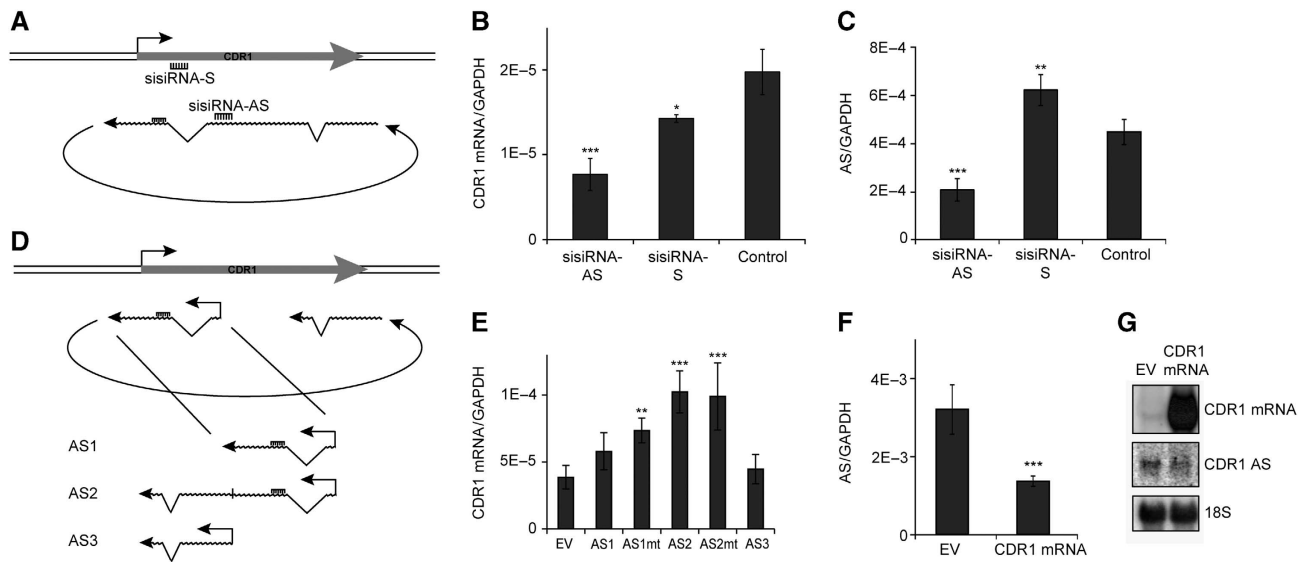 A
CDR1
sisiRNA-S
sisiRNA-AS
B
CDR1 mRNA/GAPDH
2E–5
1E–5
0
***
*
sisiRNA-
AS
sisiRNA-
S
Control
C
AS/GAPDH
8E–4
6E–4
4E–4
2E–4
0
***
**
sisiRNA-
AS
sisiRNA-
S
Control
D
CDR1
AS1
AS2
AS3
E
CDR1 mRNA/GAPDH
1E–4
5E–5
0
**
***
***
EV
AS1
AS1mt
AS2
AS2mt
AS3
F
AS/GAPDH
4E–3
2E–3
0
***
EV
CDR1 mRNA
G
EV
CDR1
mRNA
CDR1 mRNA
CDR1 AS
18S